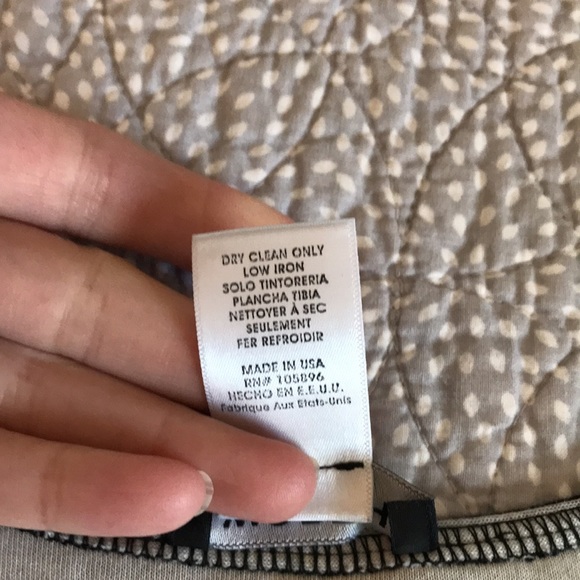 DRY CLEAN ONLY
LOW IRON
SOLO TINTORERIA
PLANCHA TIBIA
NETTOYER À SEC
SEULEMENT
FER REFROIDIR
MADE IN USA
RN# 105896
HECHO EN E.E.U.U.
Fabrique Aux Etats-Unis